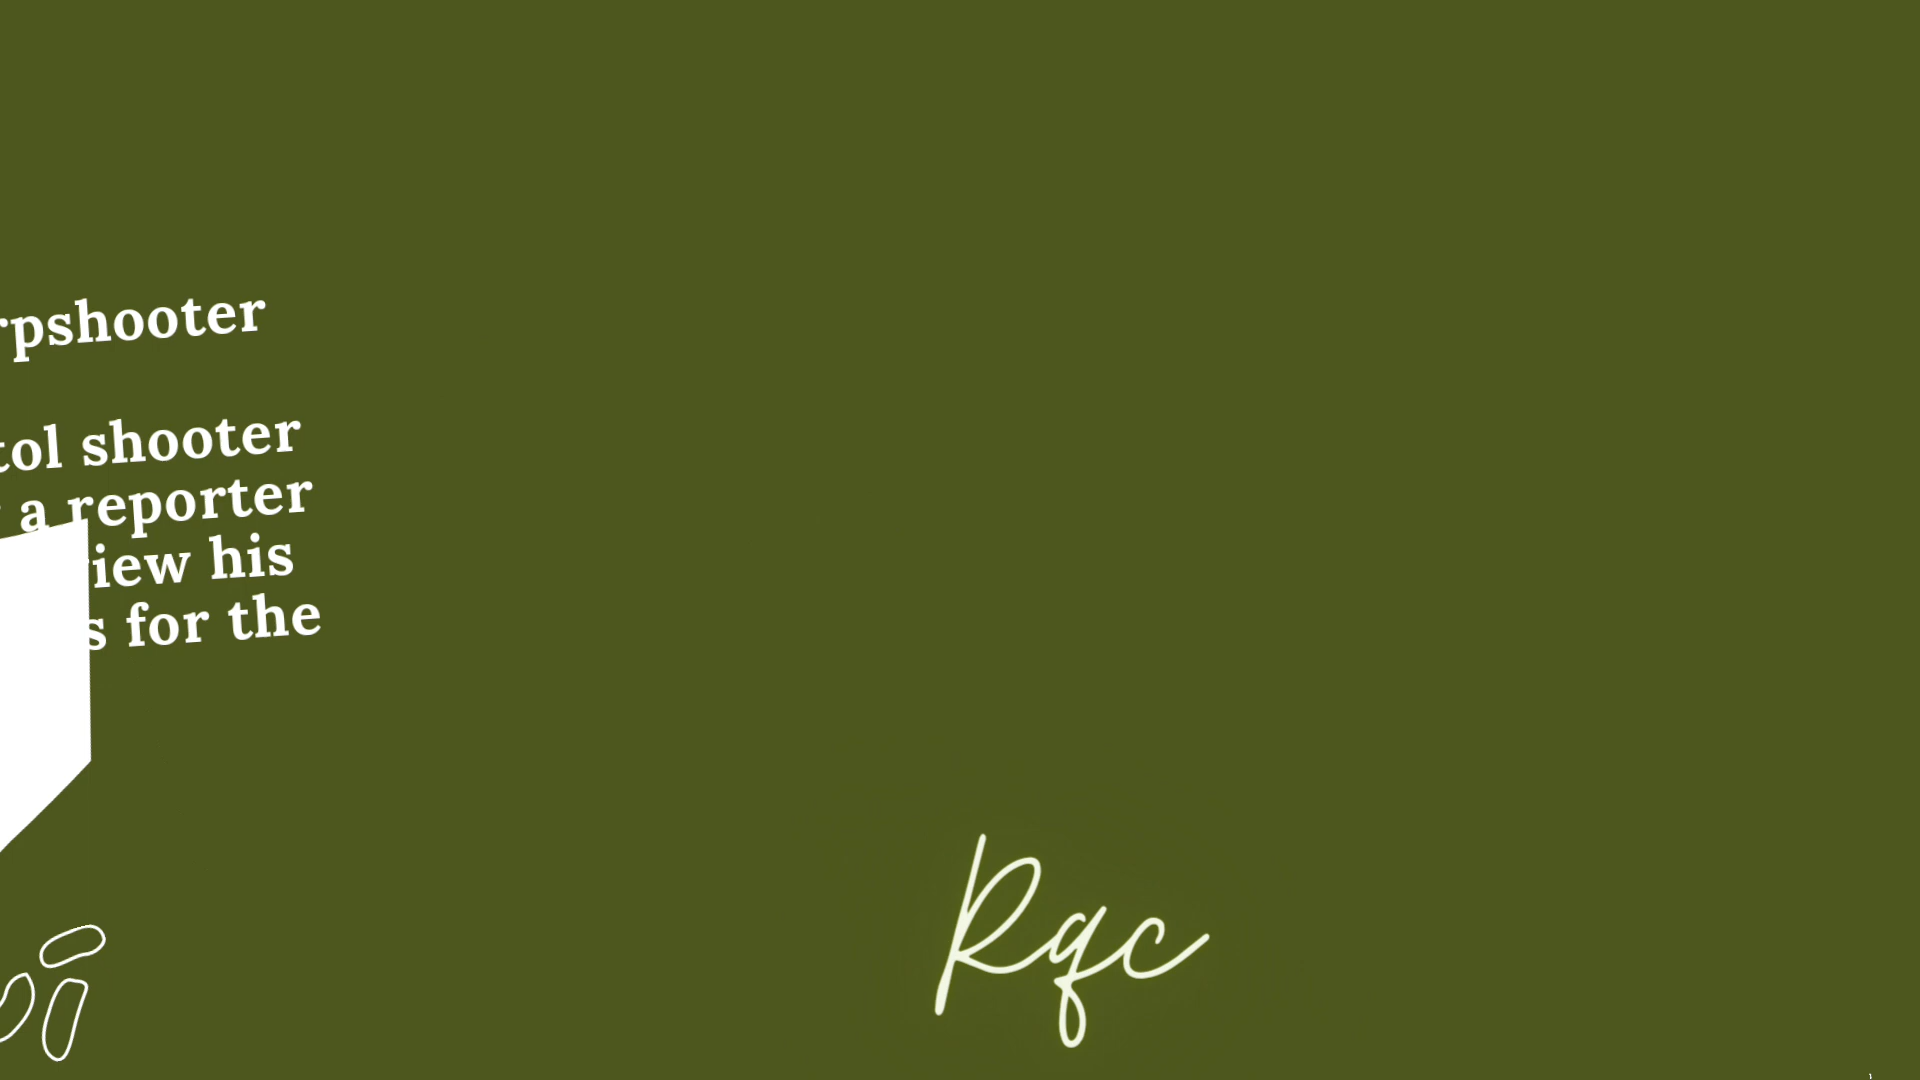 rpshooter
tol shooter
a reporter
iew his
s for the
Rqc